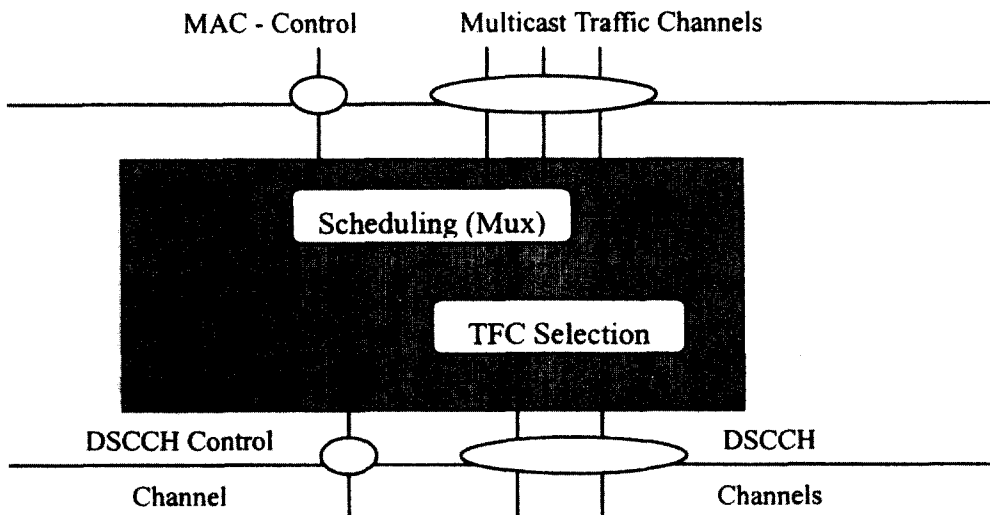 MAC - Control
Multicast Traffic Channels
Scheduling (Mux)
TFC Selection
DSCCH Control
DSCCH
Channel
Channels